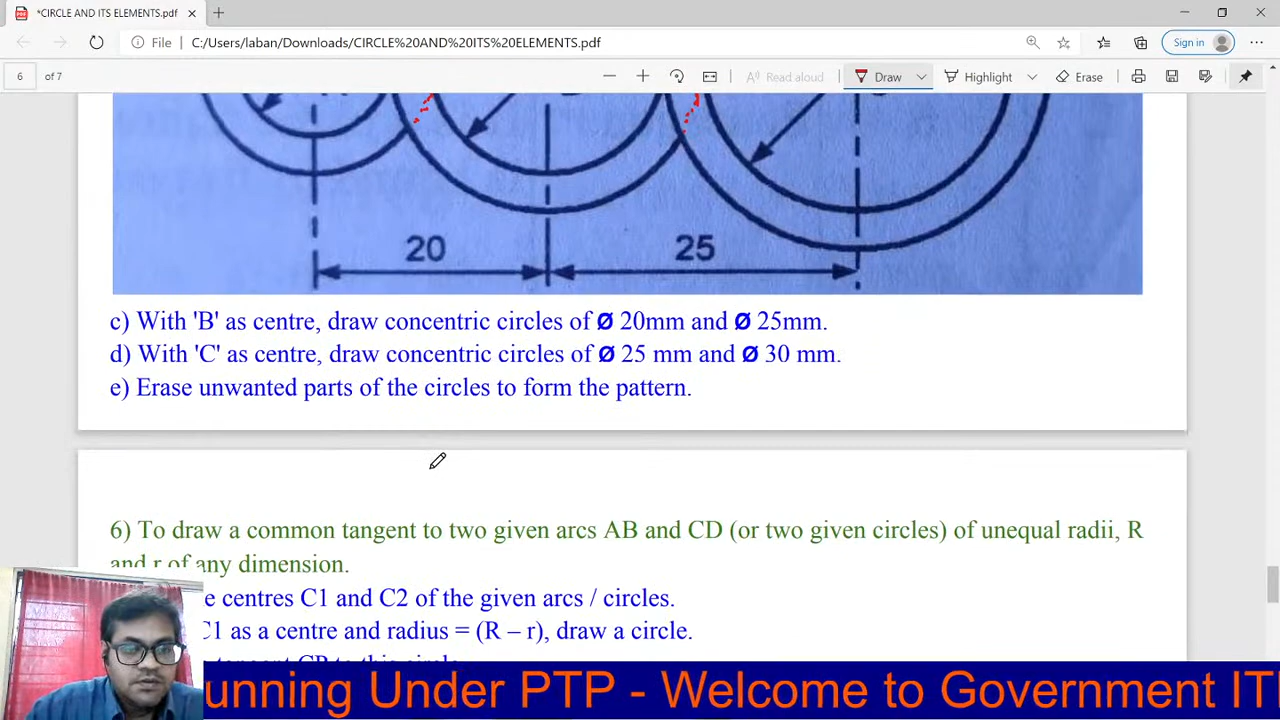 *CIRCLE AND ITS ELEMENTS.pdf
File C:/Users/laban/Downloads/CIRCLE%20AND%20ITS%20ELEMENTS.pdf Sign in
6 of 7 Read aloud Draw Highlight Erase
20 25
c) With 'B' as centre, draw concentric circles of Ø 20mm and Ø 25mm.
d) With 'C' as centre, draw concentric circles of Ø 25 mm and Ø 30 mm.
e) Erase unwanted parts of the circles to form the pattern.
6) To draw a common tangent to two given arcs AB and CD (or two given circles) of unequal radii, R
and r of any dimension.
e centres C1 and C2 of the given arcs / circles.
C1 as a centre and radius = (R – r), draw a circle.
unning Under PTP - Welcome to Government IT